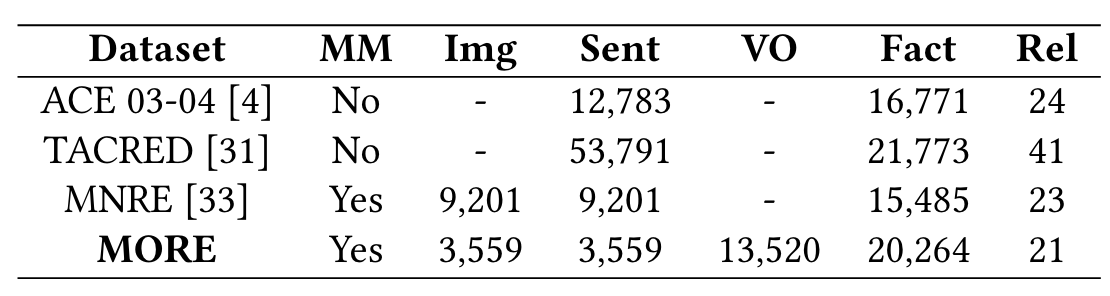 Dataset MM Img Sent VO Fact Rel
ACE 03-04 [4] No - 12,783 - 16,771 24
TACRED [31] No - 53,791 - 21,773 41
MNRE [33] Yes 9,201 9,201 - 15,485 23
MORE Yes 3,559 3,559 13,520 20,264 21